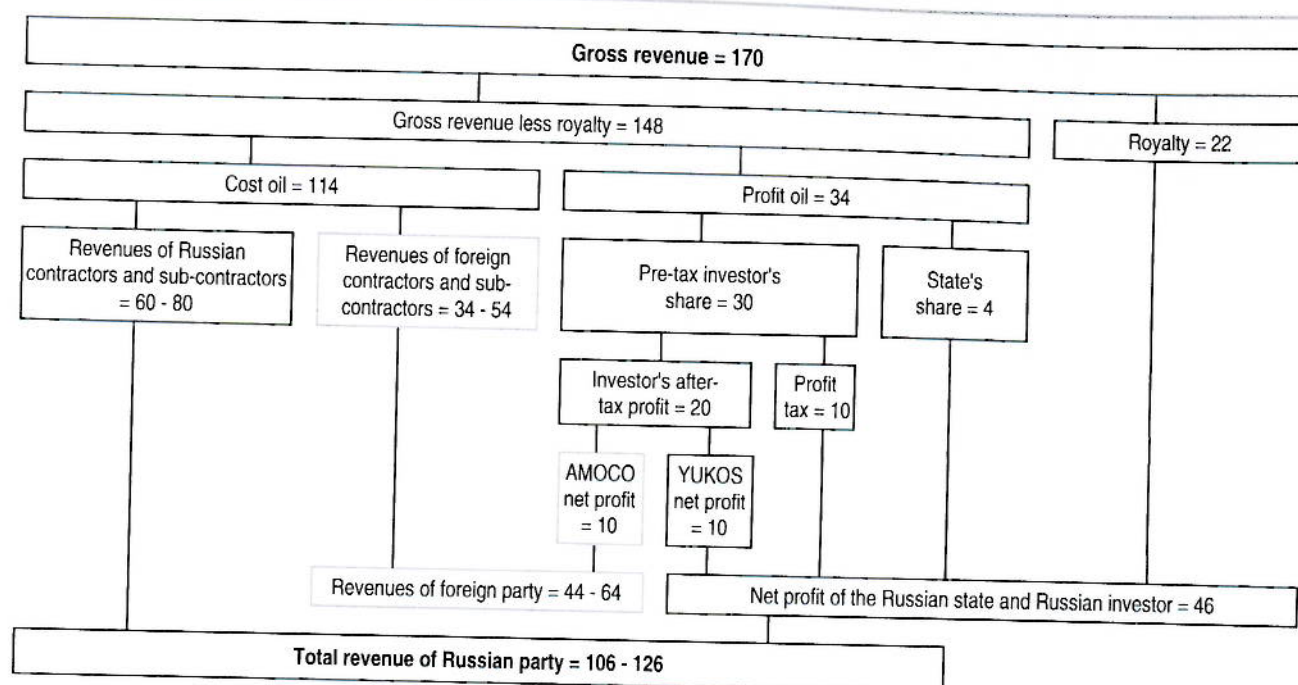 Gross revenue = 170
Gross revenue less royalty = 148
Royalty = 22
Cost oil = 114
Profit oil = 34
Revenues of Russian
contractors and sub-contractors
= 60 - 80
Revenues of foreign
contractors and sub-
contractors = 34 - 54
Pre-tax investor's
share = 30
State's
share = 4
Investor's after-
tax profit = 20
Profit
tax = 10
AMOCO
net profit
= 10
YUKOS
net profit
= 10
Revenues of foreign party = 44 - 64
Net profit of the Russian state and Russian investor = 46
Total revenue of Russian party = 106 - 126